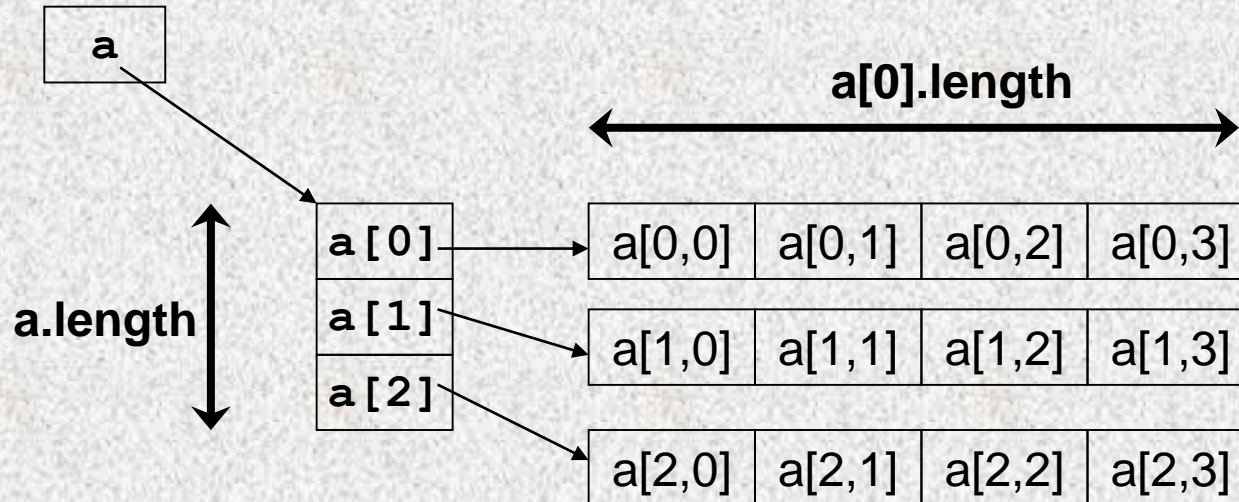 a
a[0].length
a[0] a[0,0] a[0,1] a[0,2] a[0,3]
a.length
a[1] a[1,0] a[1,1] a[1,2] a[1,3]
a[2]
a[2,0] a[2,1] a[2,2] a[2,3]